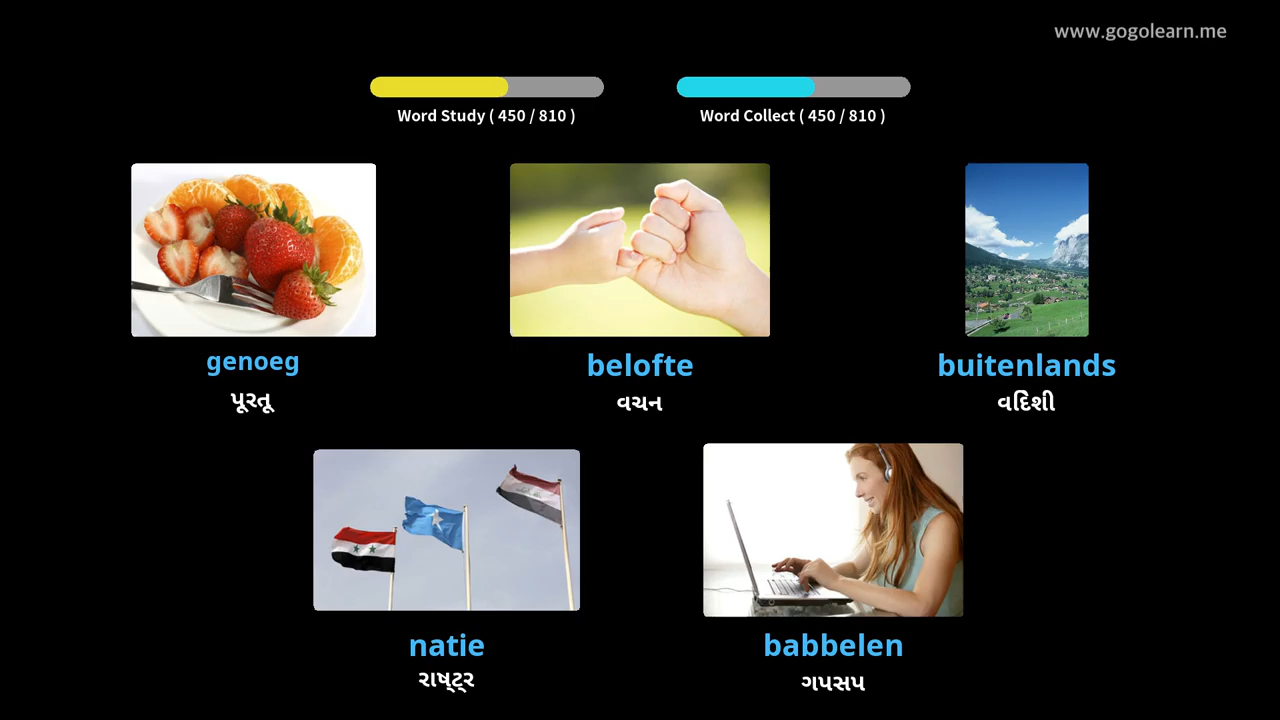 www.gogolearn.me
Word Study ( 450 / 810 )
Word Collect ( 450 / 810 )
genoeg
પૂરતૂ
belofte
વચન
buitenlands
વિદેશી
natie
રાષ્ટ્ર
babbelen
ગપસપ